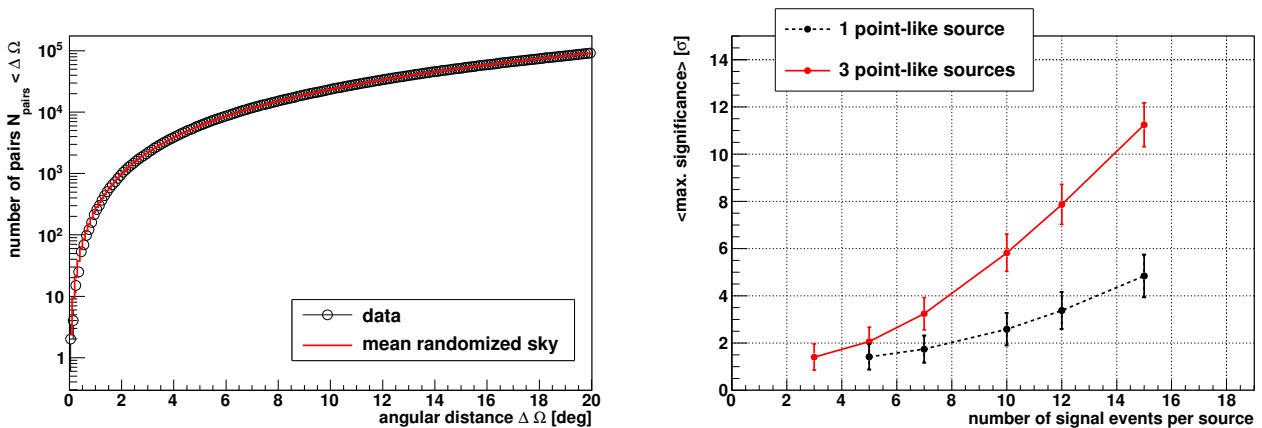 number of pairs N_pairs < Δ Ω
10^5
10^4
10^3
10^2
10
1
data
mean randomized sky
0 2 4 6 8 10 12 14 16 18 20
angular distance Δ Ω [deg]
1 point-like source
3 point-like sources
<max. significance> [σ]
14
12
10
8
6
4
2
0
0 2 4 6 8 10 12 14 16 18
number of signal events per source